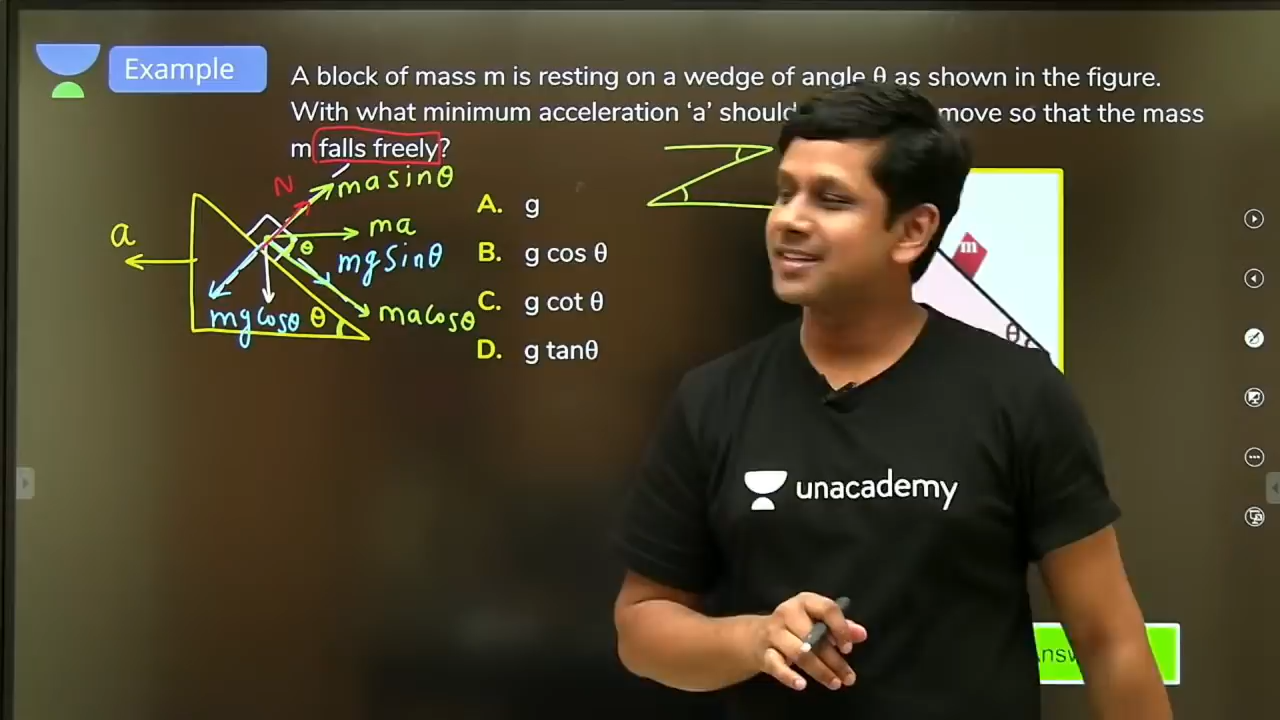 Example
A block of mass m is resting on a wedge of angle θ as shown in the figure.
With what minimum acceleration ‘a’ move so that the mass
m falls freely?
N
masinθ
a
ma
θ
mgsinθ
mgcosθ
θ
macosθ
A. g
B. g cos θ
C. g cot θ
D. g tanθ
m
θ
unacademy